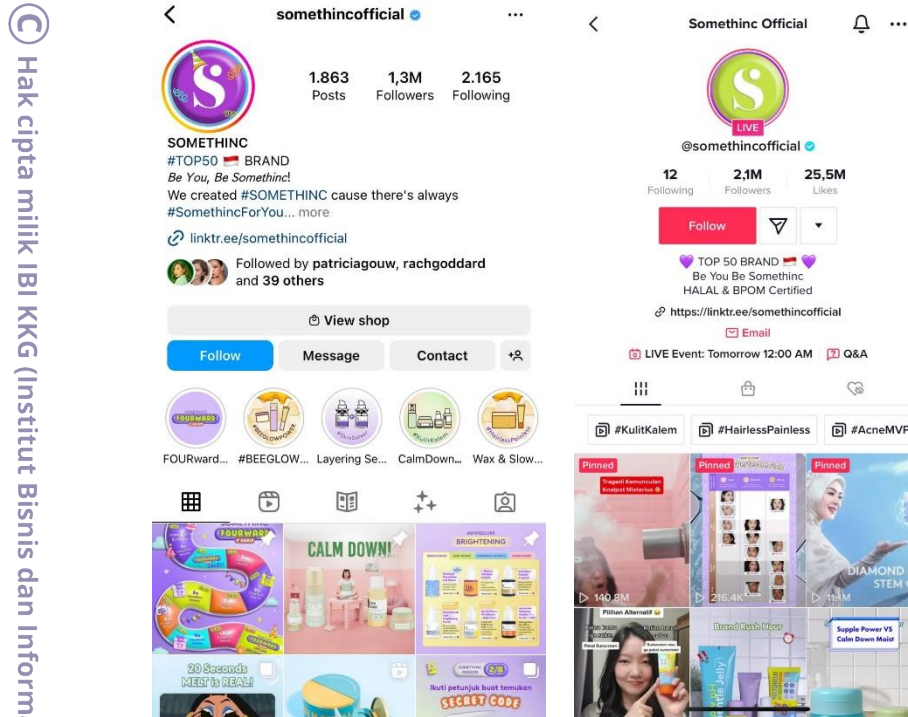 © Hak cipta milik IBI KKG (Institut Bisnis dan Inform
somethincofficial
1.863
Posts
1,3M
Followers
2.165
Following
SOMETHINC
#TOP50 🇮🇩 BRAND
Be You, Be Somethinc!
We created #SOMETHINC cause there's always
#SomethincForYou... more
linktr.ee/somethincofficial
Followed by patriciagouw, rachgoddard
and 39 others
View shop
Follow
Message
Contact
FOURward...
#BEEGLOW...
Layering Se...
CalmDown...
Wax & Slow...
FOURWARD
CALM DOWN!
BRIGHTENING
20 Seconds
MELT is REAL!
Ikuti petunjuk buat temukan
SECRET CODE
Somethinc Official
LIVE
@somethincofficial
12
Following
2,1M
Followers
25,5M
Likes
Follow
💜 TOP 50 BRAND 🇮🇩 💜
Be You Be Somethinc
HALAL & BPOM Certified
https://linktr.ee/somethincofficial
Email
LIVE Event: Tomorrow 12:00 AM
Q&A
#KulitKalem
#HairlessPainless
#AcneMVP
Pinned
Tragedi Kemunculan
Knalpot Misterius
140,8M
Pinned
216,4K
Pinned
DIAMOND
STEM C
11,4M
Pilihan Alternatif
Brand Rush Hour
Supple Power VS
Calm Down Moist